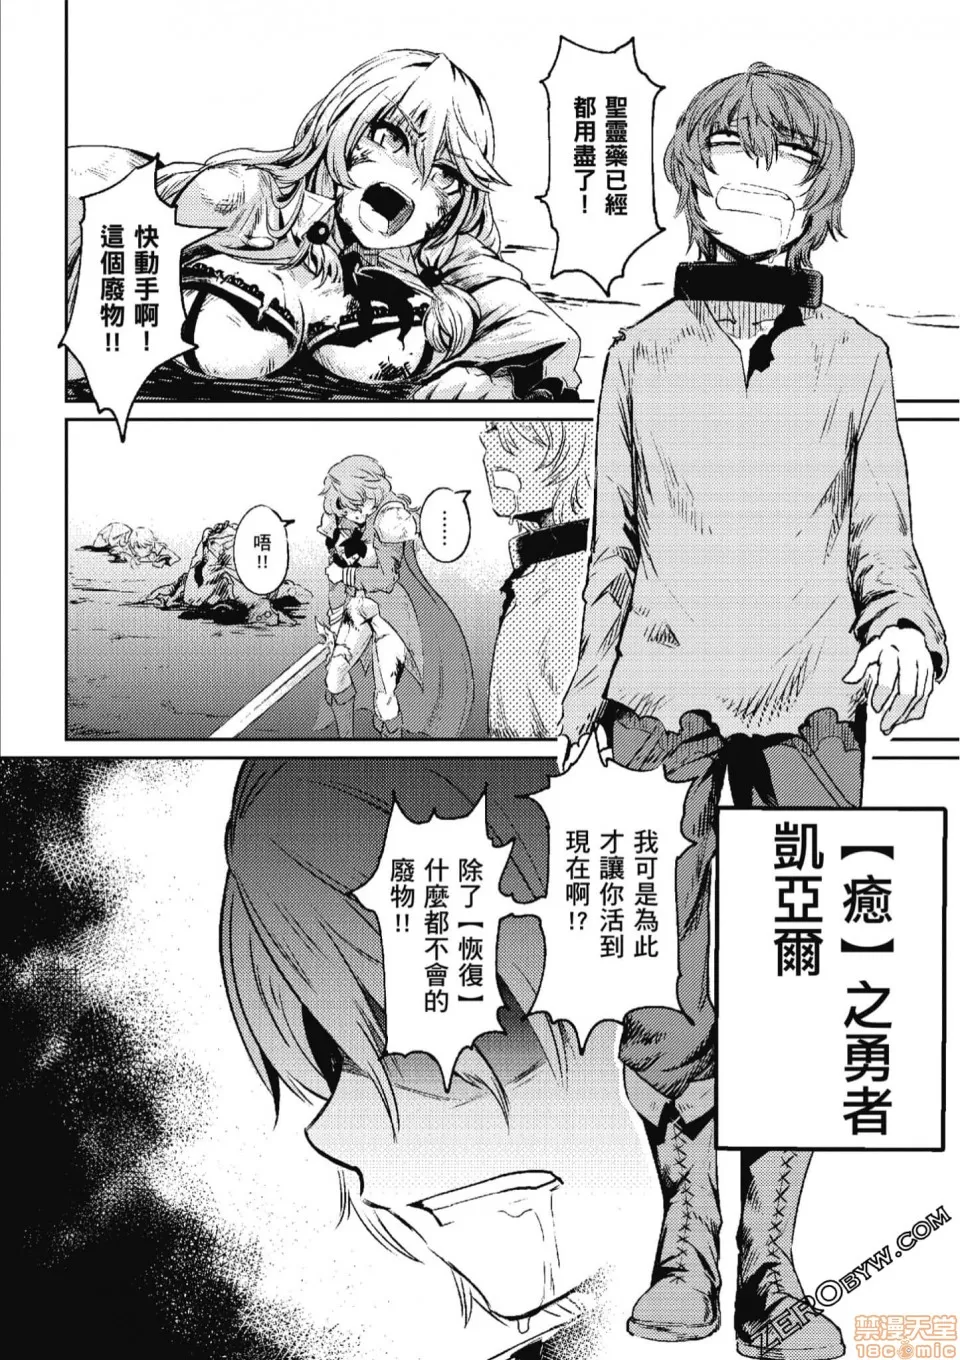 聖靈藥已經
都用盡了！
快動手啊！
這個廢物!!
……
唔!!
【癒】之勇者
凱亞爾
我可是為此
才讓你活到
現在啊!?
除了【恢復】
什麼都不會的
廢物!!
ZEROBYW.COM
禁漫天堂
18comic